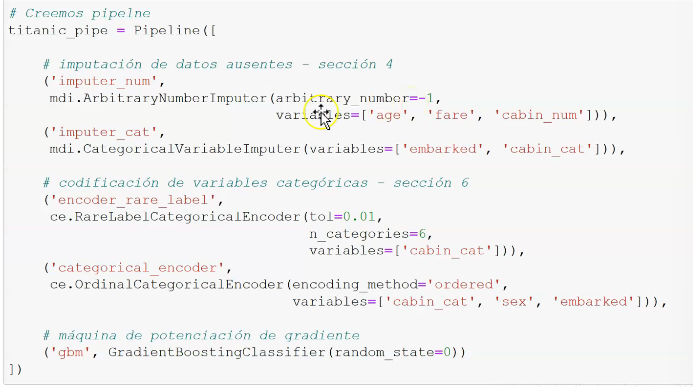 # Creemos pipelne
titanic_pipe = Pipeline([
# imputación de datos ausentes - sección 4
('imputer_num',
mdi.ArbitraryNumberImputer(arbitrary_number=-1,
variables=['age', 'fare', 'cabin_num'])),
('imputer_cat',
mdi.CategoricalVariableImputer(variables=['embarked', 'cabin_cat'])),
# codificación de variables categóricas - sección 6
('encoder_rare_label',
ce.RareLabelCategoricalEncoder(tol=0.01,
n_categories=6,
variables=['cabin_cat'])),
('categorical_encoder',
ce.OrdinalCategoricalEncoder(encoding_method='ordered',
variables=['cabin_cat', 'sex', 'embarked'])),
# máquina de potenciación de gradiente
('gbm', GradientBoostingClassifier(random_state=0))
])